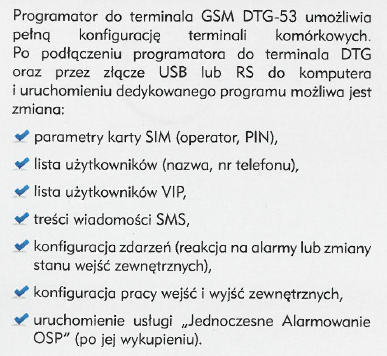 Programator do terminala GSM DTG-53 umożliwia
pełną konfigurację terminali komórkowych.
Po podłączeniu programatora do terminala DTG
oraz przez złącze USB lub RS do komputera
i uruchomieniu dedykowanego programu możliwa jest
zmiana:
parametry karty SIM (operator, PIN),
lista użytkowników (nazwa, nr telefonu),
lista użytkowników VIP,
treści wiadomości SMS,
konfiguracja zdarzeń (reakcja na alarmy lub zmiany
stanu wejść zewnętrznych),
konfiguracja pracy wejść i wyjść zewnętrznych,
uruchomienie usługi „Jednoczesne Alarmowanie
OSP” (po jej wykupieniu).